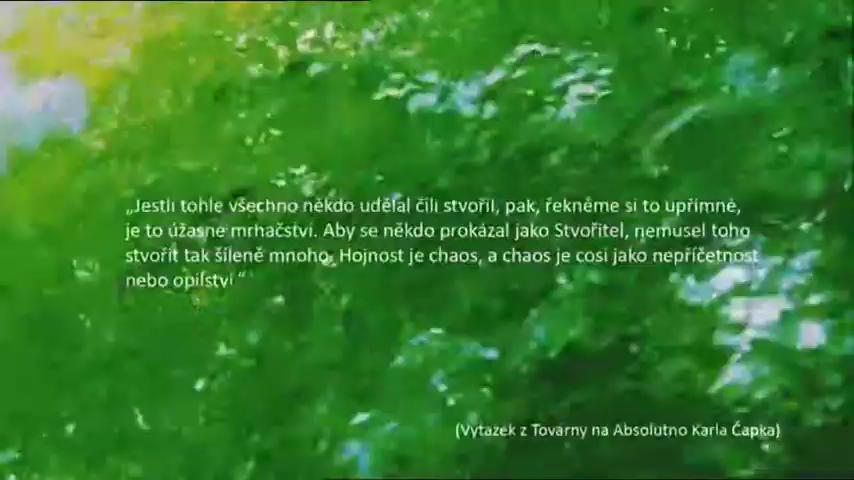 „Jestli tohle všechno někdo udělal čili stvořil, pak, řekněme si to upřímně,
je to úžasné mrhačství. Aby se někdo prokázal jako Stvořitel, nemusel toho
stvořit tak šíleně mnoho. Hojnost je chaos, a chaos je cosi jako nepříčetnost
nebo opilství.“
(Výtažek z Továrny na Absolutno Karla Čapka)